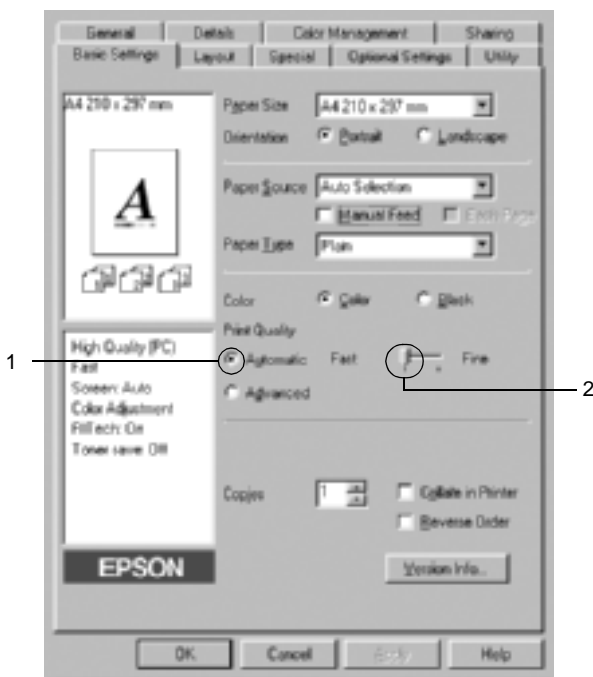 General Details Color Management Sharing
Basic Settings Layout Special Optional Settings Utility
A4 210 x 297 mm
Paper Size A4 210 x 297 mm
Orientation Portrait Landscape
Paper Source Auto Selection
Manual Feed Each Page
Paper Type Plain
A
Color Color Black
Print Quality
1
Automatic Fast Fine
2
Advanced
High Quality (PC)
Fast
Screen: Auto
Color Adjustment
RITech: On
Toner save: Off
Copies 1 Collate in Printer
Reverse Order
EPSON
Version Info...
OK Cancel Apply Help